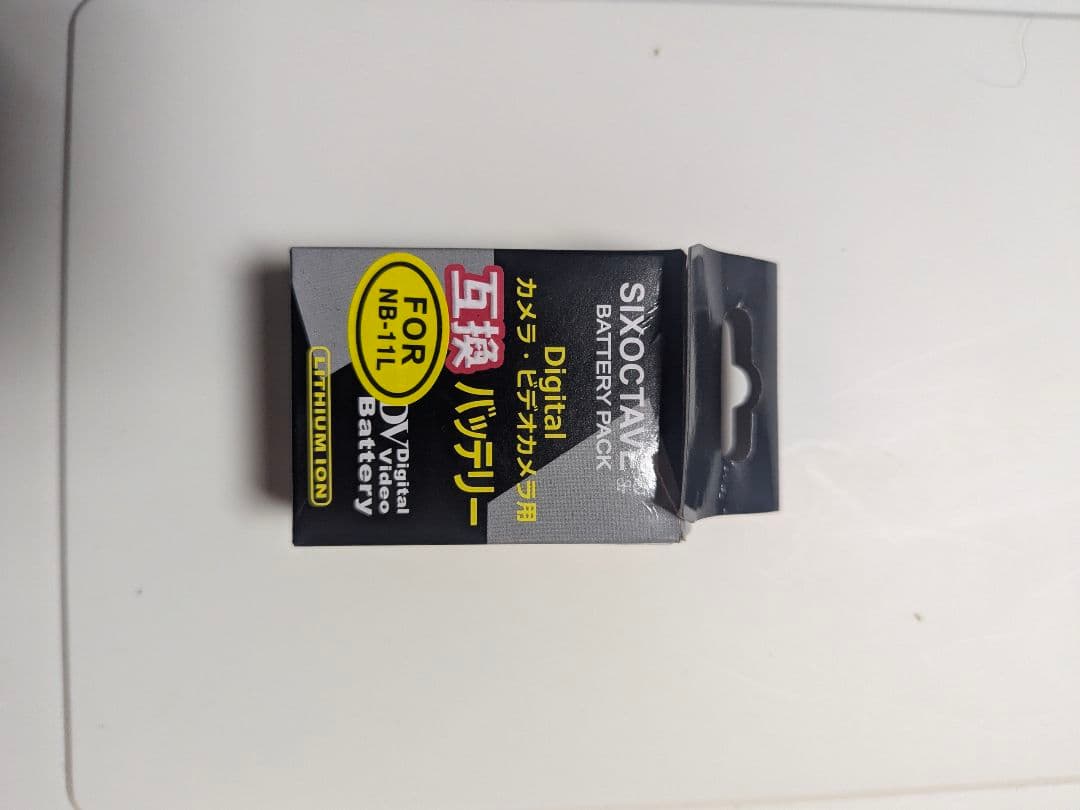 SIXOCTAVE
BATTERY PACK
Digital
カメラ・ビデオカメラ用
互換バッテリー
FOR
NB-11L
DV Digital
Video
Battery
LITHIUM ION